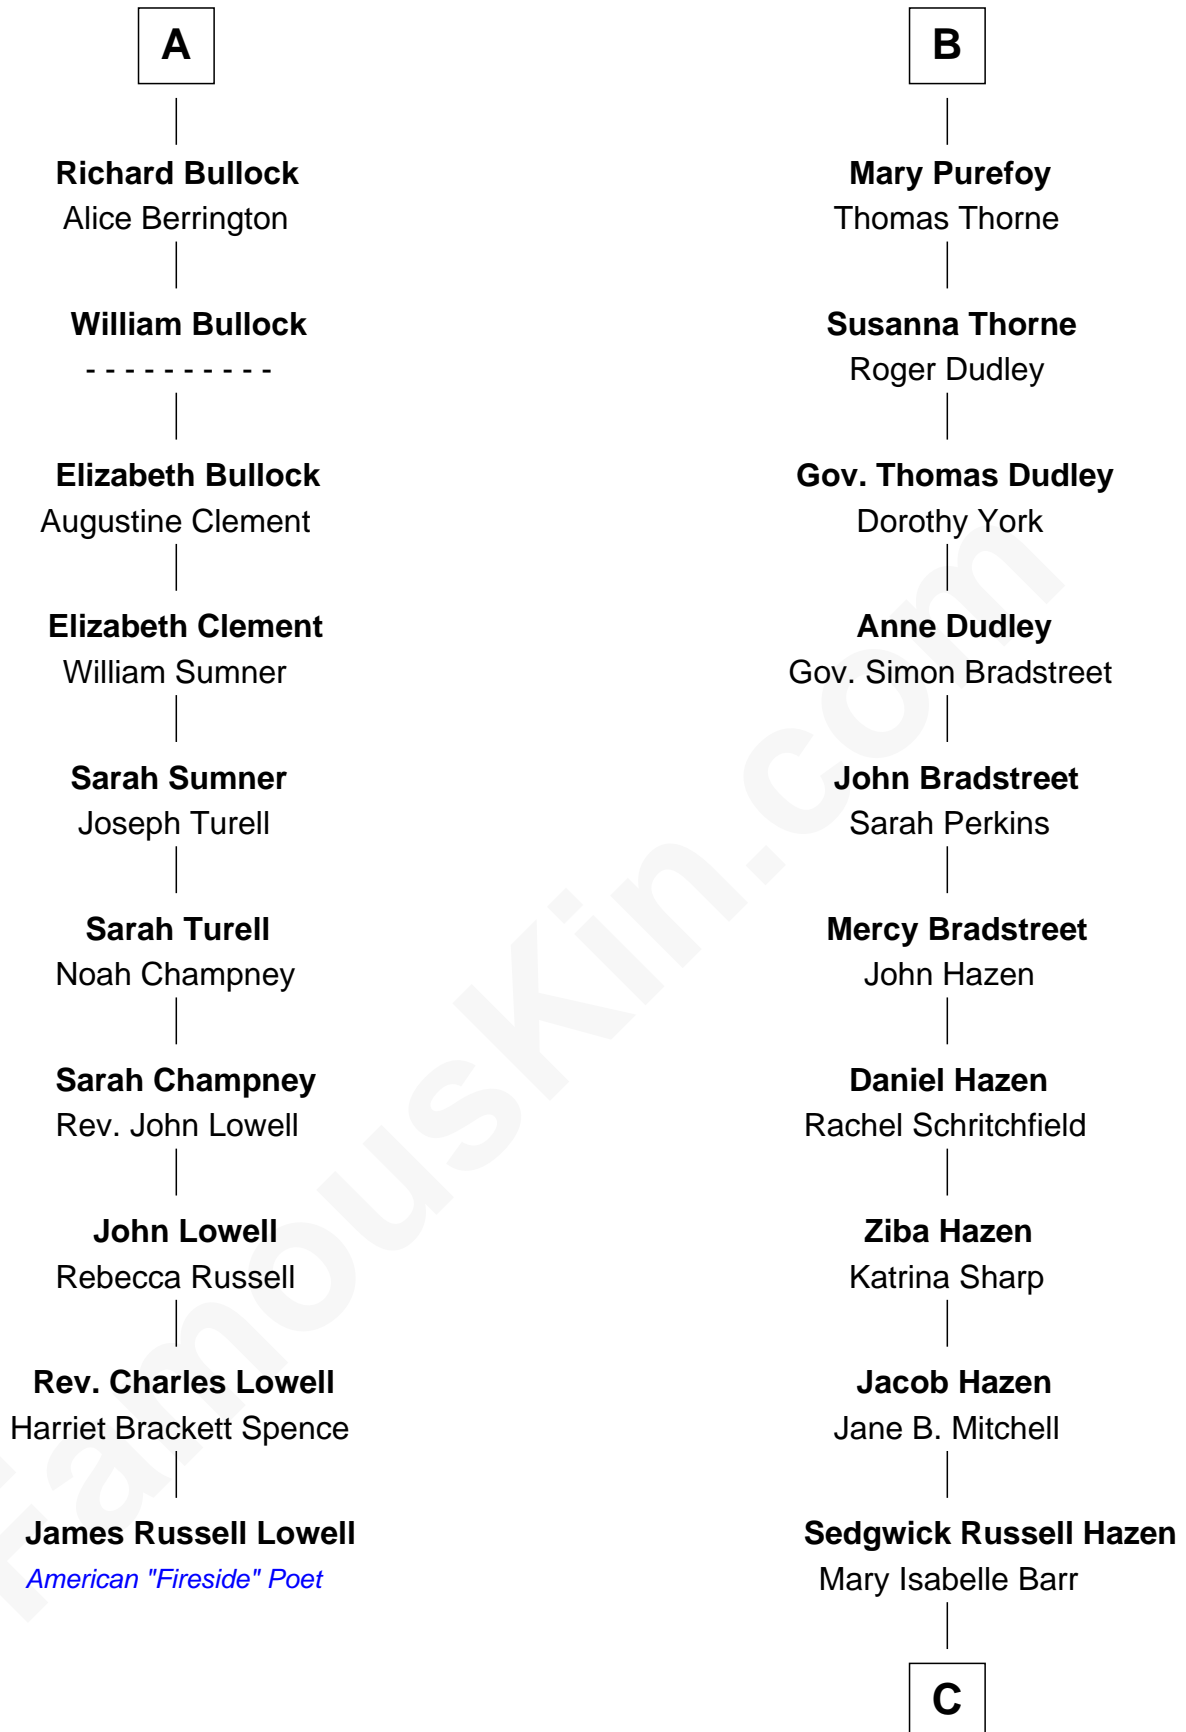 A
Richard Bullock
Alice Berrington
William Bullock
- - - - - - - - - -
Elizabeth Bullock
Augustine Clement
Elizabeth Clement
William Sumner
Sarah Sumner
Joseph Turell
Sarah Turell
Noah Champney
Sarah Champney
Rev. John Lowell
John Lowell
Rebecca Russell
Rev. Charles Lowell
Harriet Brackett Spence
James Russell Lowell
American "Fireside" Poet
B
Mary Purefoy
Thomas Thorne
Susanna Thorne
Roger Dudley
Gov. Thomas Dudley
Dorothy York
Anne Dudley
Gov. Simon Bradstreet
John Bradstreet
Sarah Perkins
Mercy Bradstreet
John Hazen
Daniel Hazen
Rachel Schritchfield
Ziba Hazen
Katrina Sharp
Jacob Hazen
Jane B. Mitchell
Sedgwick Russell Hazen
Mary Isabelle Barr
C
FamousKin.com